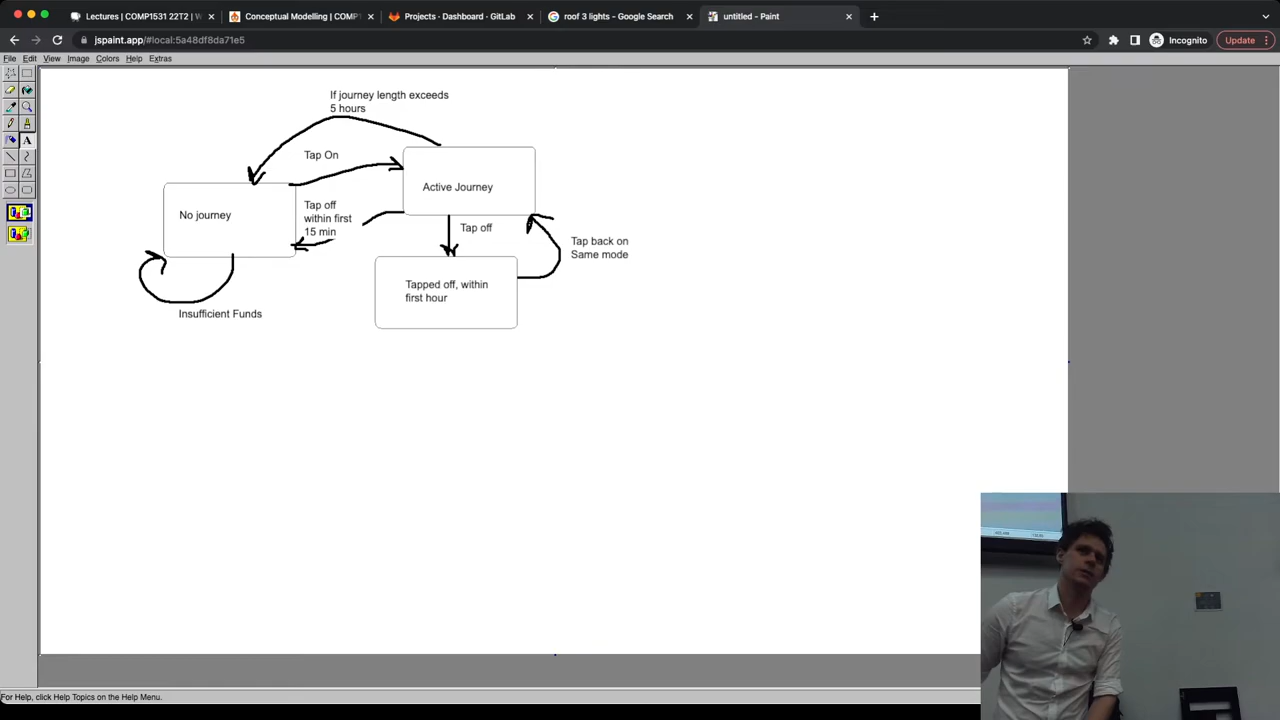 Lectures | COMP1531 22T2 | W
Conceptual Modelling | COMP1
Projects · Dashboard · GitLab
roof 3 lights - Google Search
untitled - Paint
jspaint.app/#local:5a48df8da71e5
Incognito
Update
File Edit View Image Colors Help Extras
If journey length exceeds
5 hours
Tap On
Active Journey
No journey
Tap off
within first
15 min
Tap off
Tap back on
Same mode
Tapped off, within
first hour
Insufficient Funds
For Help, click Help Topics on the Help Menu.